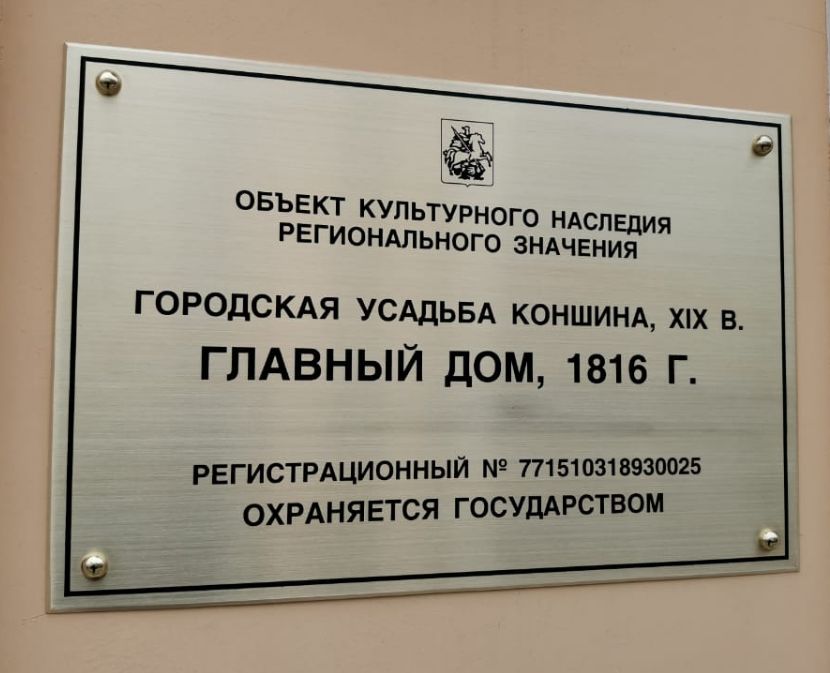 ОБЪЕКТ КУЛЬТУРНОГО НАСЛЕДИЯ
РЕГИОНАЛЬНОГО ЗНАЧЕНИЯ
ГОРОДСКАЯ УСАДЬБА КОНШИНА, XIX В.
ГЛАВНЫЙ ДОМ, 1816 Г.
РЕГИСТРАЦИОННЫЙ № 771510318930025
ОХРАНЯЕТСЯ ГОСУДАРСТВОМ